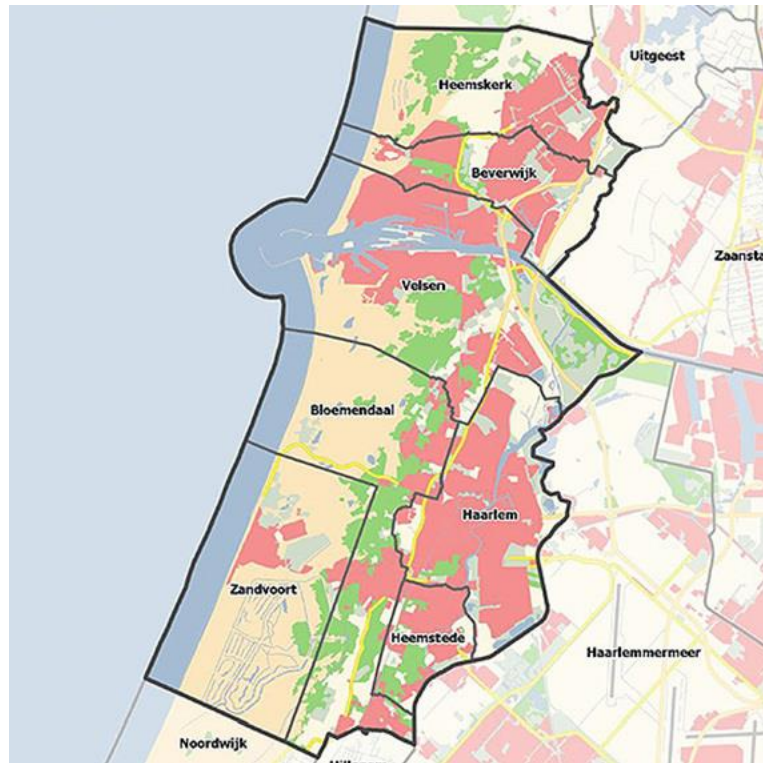 Uitgeest
Heemskerk
Beverwijk
Zaansta
Velsen
Bloemendaal
Haarlem
Zandvoort
Heemstede
Haarlemmermeer
Noordwijk